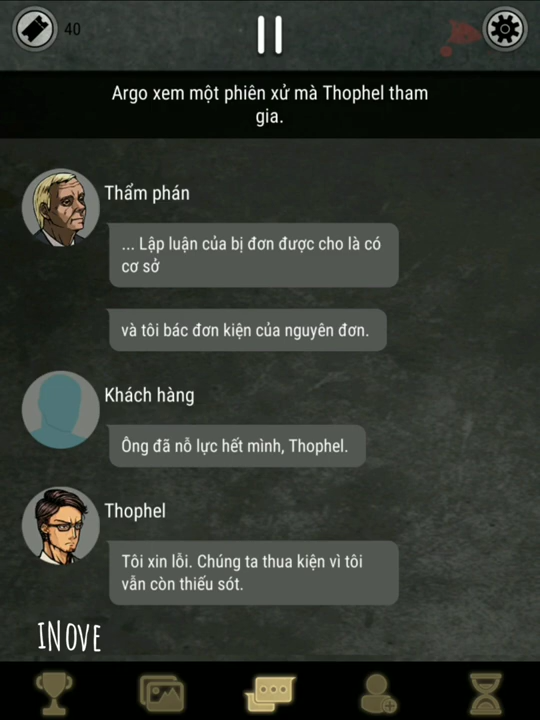 40
Argo xem một phiên xử mà Thophel tham
gia.
Thẩm phán
... Lập luận của bị đơn được cho là có
cơ sở
và tôi bác đơn kiện của nguyên đơn.
Khách hàng
Ông đã nỗ lực hết mình, Thophel.
Thophel
Tôi xin lỗi. Chúng ta thua kiện vì tôi
vẫn còn thiếu sót.
INOVE